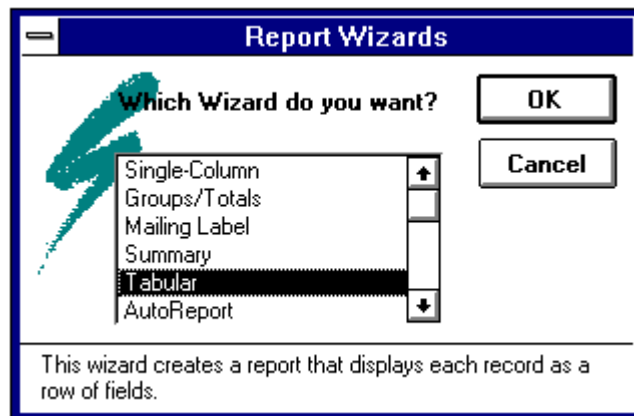 Report Wizards
Which Wizard do you want?
OK
Cancel
Single-Column
Groups/Totals
Mailing Label
Summary
Tabular
AutoReport
This wizard creates a report that displays each record as a
row of fields.